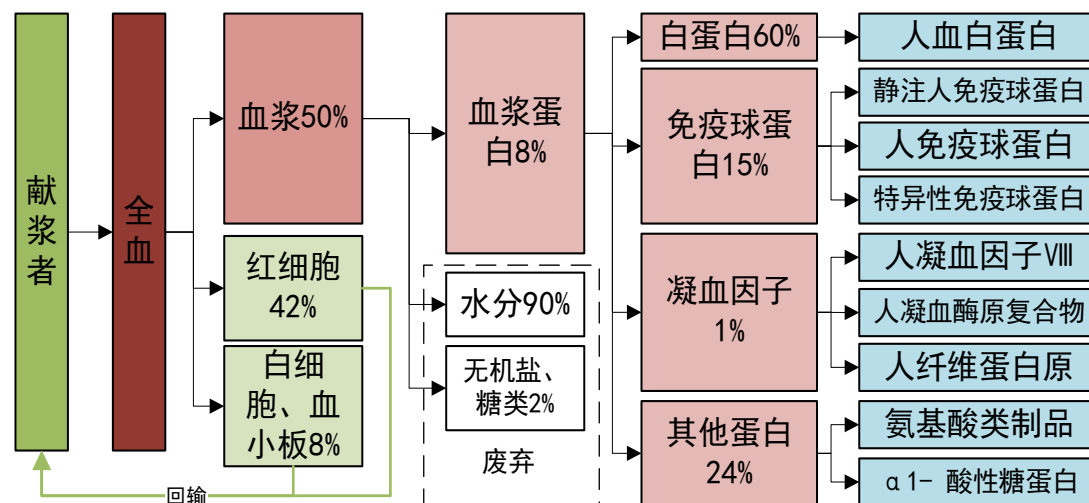 献浆者
全血
血浆50%
红细胞
42%
白细
胞、血
小板8%
回输
血浆蛋
白8%
水分90%
无机盐、
糖类2%
废弃
白蛋白60%
免疫球蛋
白15%
凝血因子
1%
其他蛋白
24%
人血白蛋白
静注人免疫球蛋白
人免疫球蛋白
特异性免疫球蛋白
人凝血因子Ⅷ
人凝血酶原复合物
人纤维蛋白原
氨基酸类制品
α1- 酸性糖蛋白